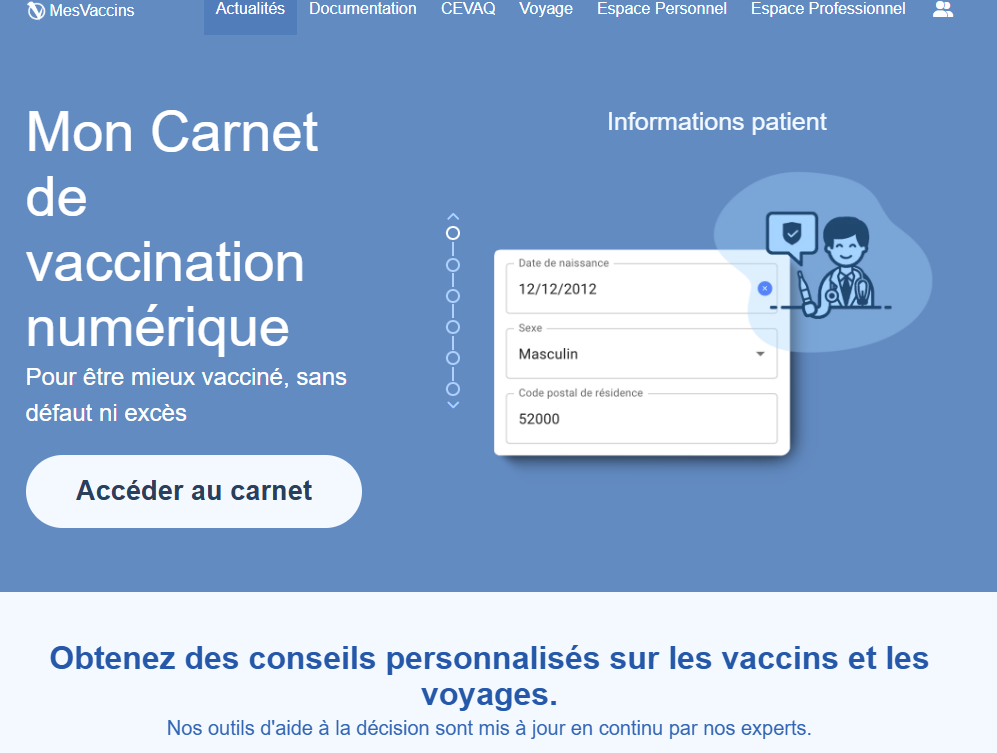 MesVaccins
Actualités
Documentation
CEVAQ
Voyage
Espace Personnel
Espace Professionnel
Mon Carnet
de
vaccination
numérique
Pour être mieux vacciné, sans
défaut ni excès
Accéder au carnet
Informations patient
Date de naissance
12/12/2012
Sexe
Masculin
Code postal de résidence
52000
Obtenez des conseils personnalisés sur les vaccins et les
voyages.
Nos outils d'aide à la décision sont mis à jour en continu par nos experts.